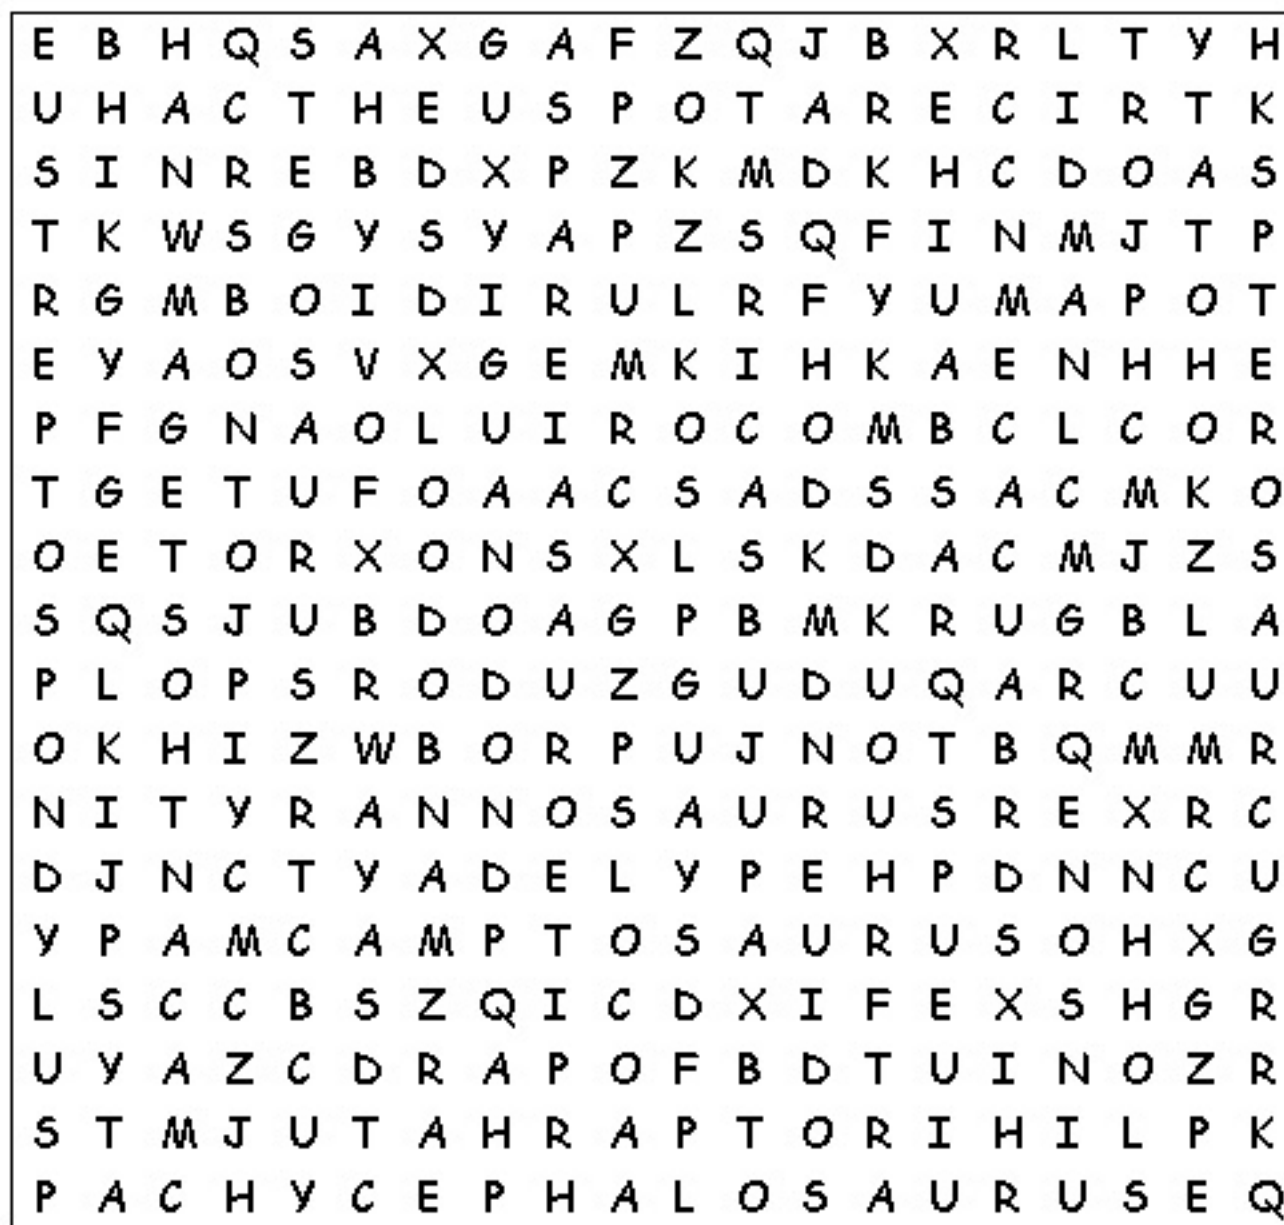 E B H Q S A X G A F Z Q J B X R L T Y H
U H A C T H E U S P O T A R E C I R T K
S I N R E B D X P Z K M D K H C D O A S
T K W S G Y S Y A P Z S Q F I N M J T P
R G M B O I D I R U L R F Y U M A P O T
E Y A O S V X G E M K I H K A E N H H E
P F G N A O L U I R O C O M B C L C O R
T G E T U F O A A C S A D S S A C M K O
O E T O R X O N S X L S K D A C M J Z S
S Q S J U B D O A G P B M K R U G B L A
P L O P S R O D U Z G U D U Q A R C U U
O K H I Z W B O R P U J N O T B Q M M R
N I T Y R A N N O S A U R U S R E X R C
D J N C T Y A D E L Y P E H P D N N C U
Y P A M C A M P T O S A U R U S O H X G
L S C C B S Z Q I C D X I F E X S H G R
U Y A Z C D R A P O F B D T U I N O Z R
S T M J U T A H R A P T O R I H I L P K
P A C H Y C E P H A L O S A U R U S E Q